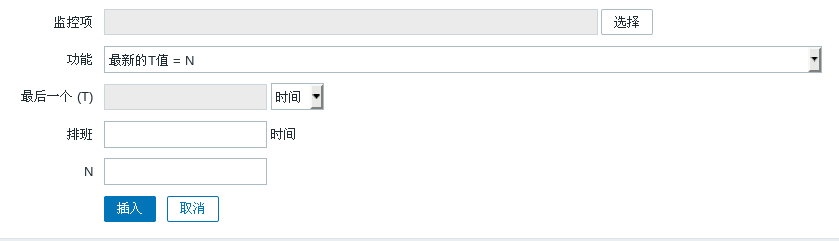 监控项 选择
功能 最新的T值 = N
最后一个 (T) 时间
排班 时间
N
插入 取消